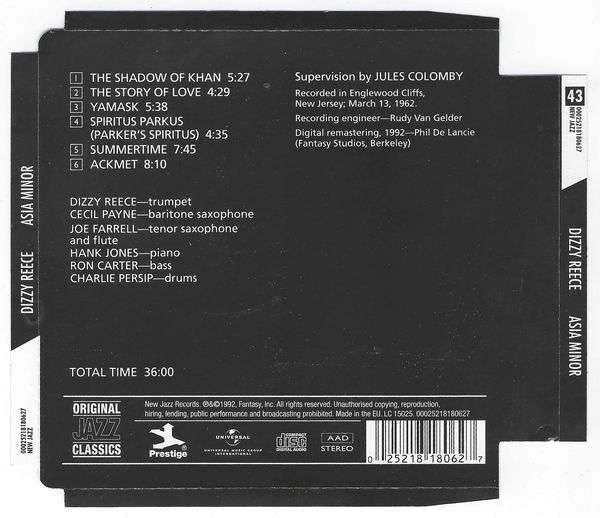 1 THE SHADOW OF KHAN 5:27
2 THE STORY OF LOVE 4:29
3 YAMASK 5:38
4 SPIRITUS PARKUS
(PARKER'S SPIRITUS) 4:35
5 SUMMERTIME 7:45
6 ACKMET 8:10
DIZZY REECE—trumpet
CECIL PAYNE—baritone saxophone
JOE FARRELL—tenor saxophone
and flute
HANK JONES—piano
RON CARTER—bass
CHARLIE PERSIP—drums
TOTAL TIME 36:00
Supervision by JULES COLOMBY
Recorded in Englewood Cliffs,
New Jersey; March 13, 1962.
Recording engineer—Rudy Van Gelder
Digital remastering, 1992—Phil De Lancie
(Fantasy Studios, Berkeley)
ORIGINAL
JAZZ
CLASSICS
New Jazz Records. ℗&©1992, Fantasy, Inc. All rights reserved. Unauthorised copying, reproduction,
hiring, lending, public performance and broadcasting prohibited. Made in the EU. LC 15025. 00025218180627
Prestige
UNIVERSAL
UNIVERSAL MUSIC GROUP
INTERNATIONAL
COMPACT
disc
DIGITAL AUDIO
AAD
STEREO
0 25218 18062 7
DIZZY REECE ASIA MINOR
00025218180627
NEW JAZZ
43
00025218180627
NEW JAZZ
DIZZY REECE ASIA MINOR